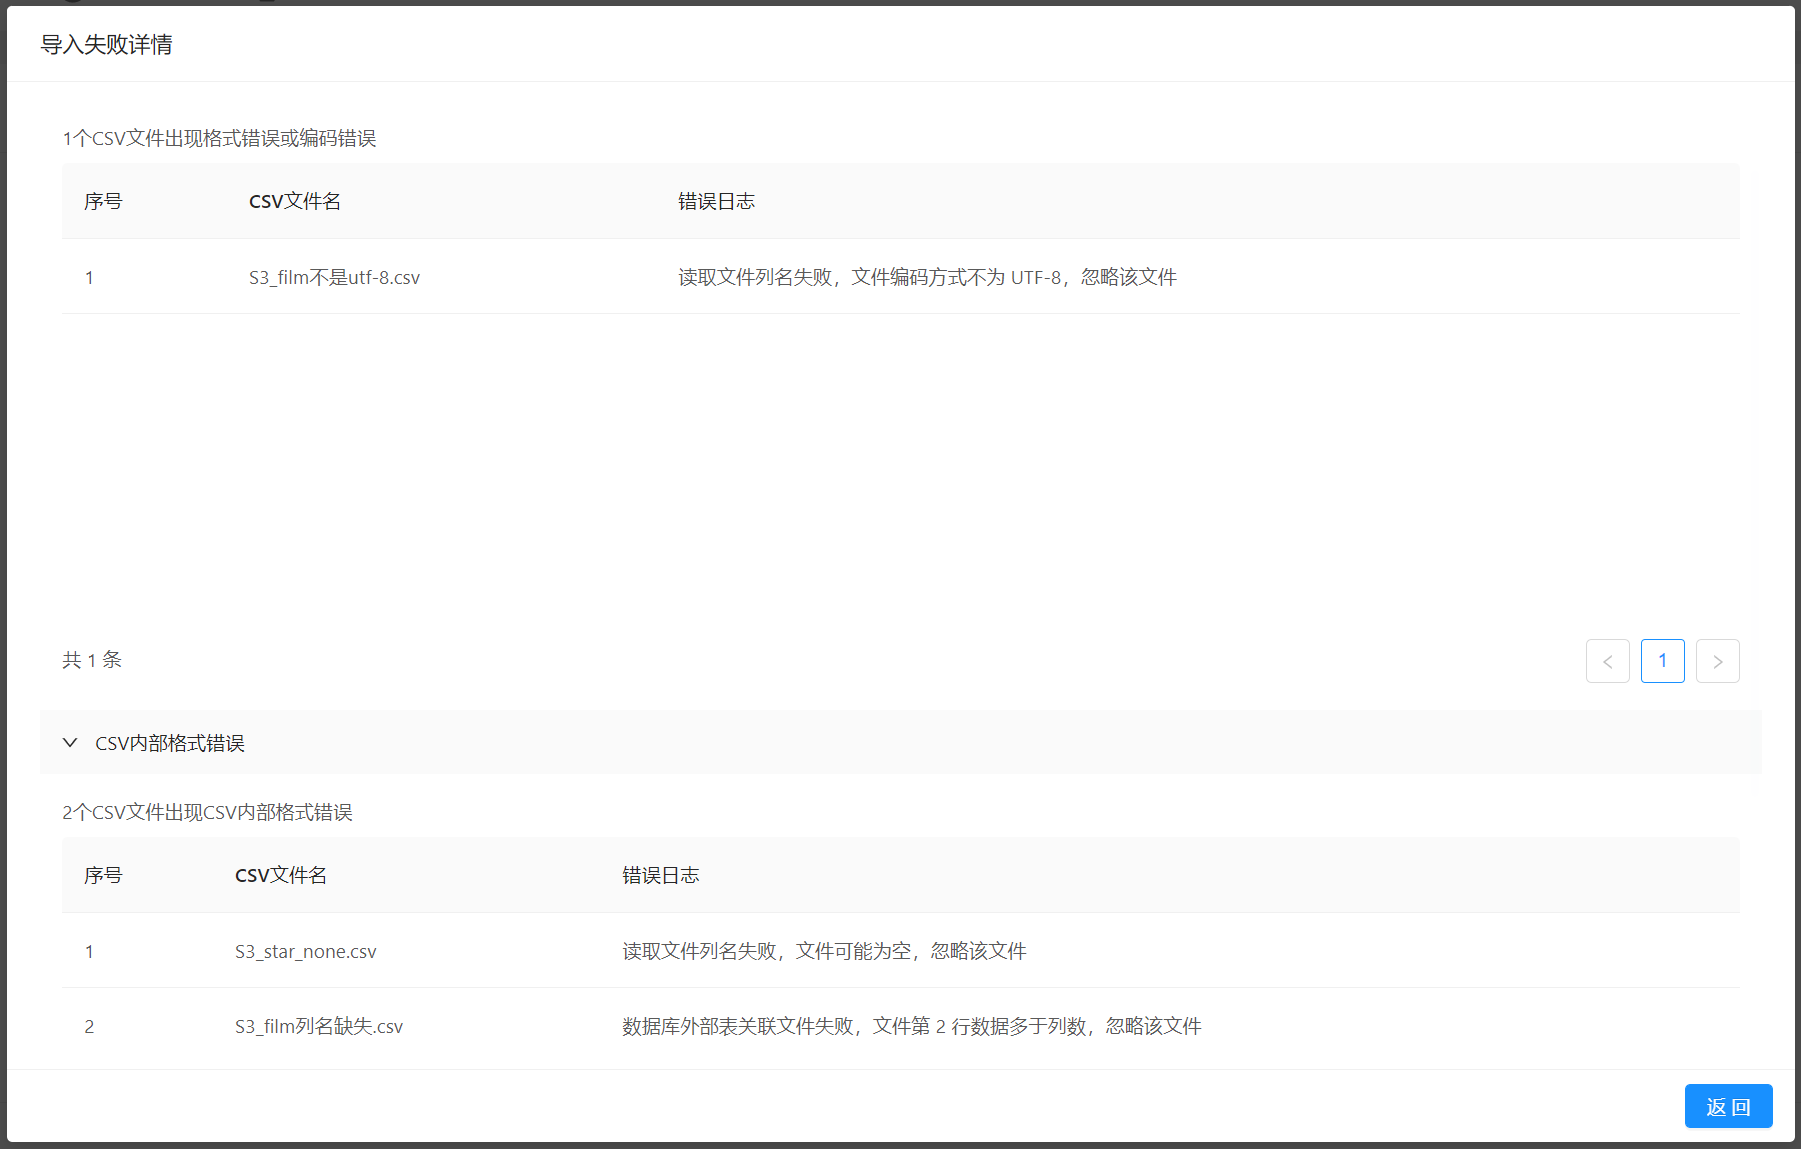 导入失败详情
1个CSV文件出现格式错误或编码错误
序号 CSV文件名 错误日志
1 S3_film不是utf-8.csv 读取文件列名失败，文件编码方式不为 UTF-8，忽略该文件
共 1 条
1
CSV内部格式错误
2个CSV文件出现CSV内部格式错误
序号 CSV文件名 错误日志
1 S3_star_none.csv 读取文件列名失败，文件可能为空，忽略该文件
2 S3_film列名缺失.csv 数据库外部表关联文件失败，文件第 2 行数据多于列数，忽略该文件
返 回